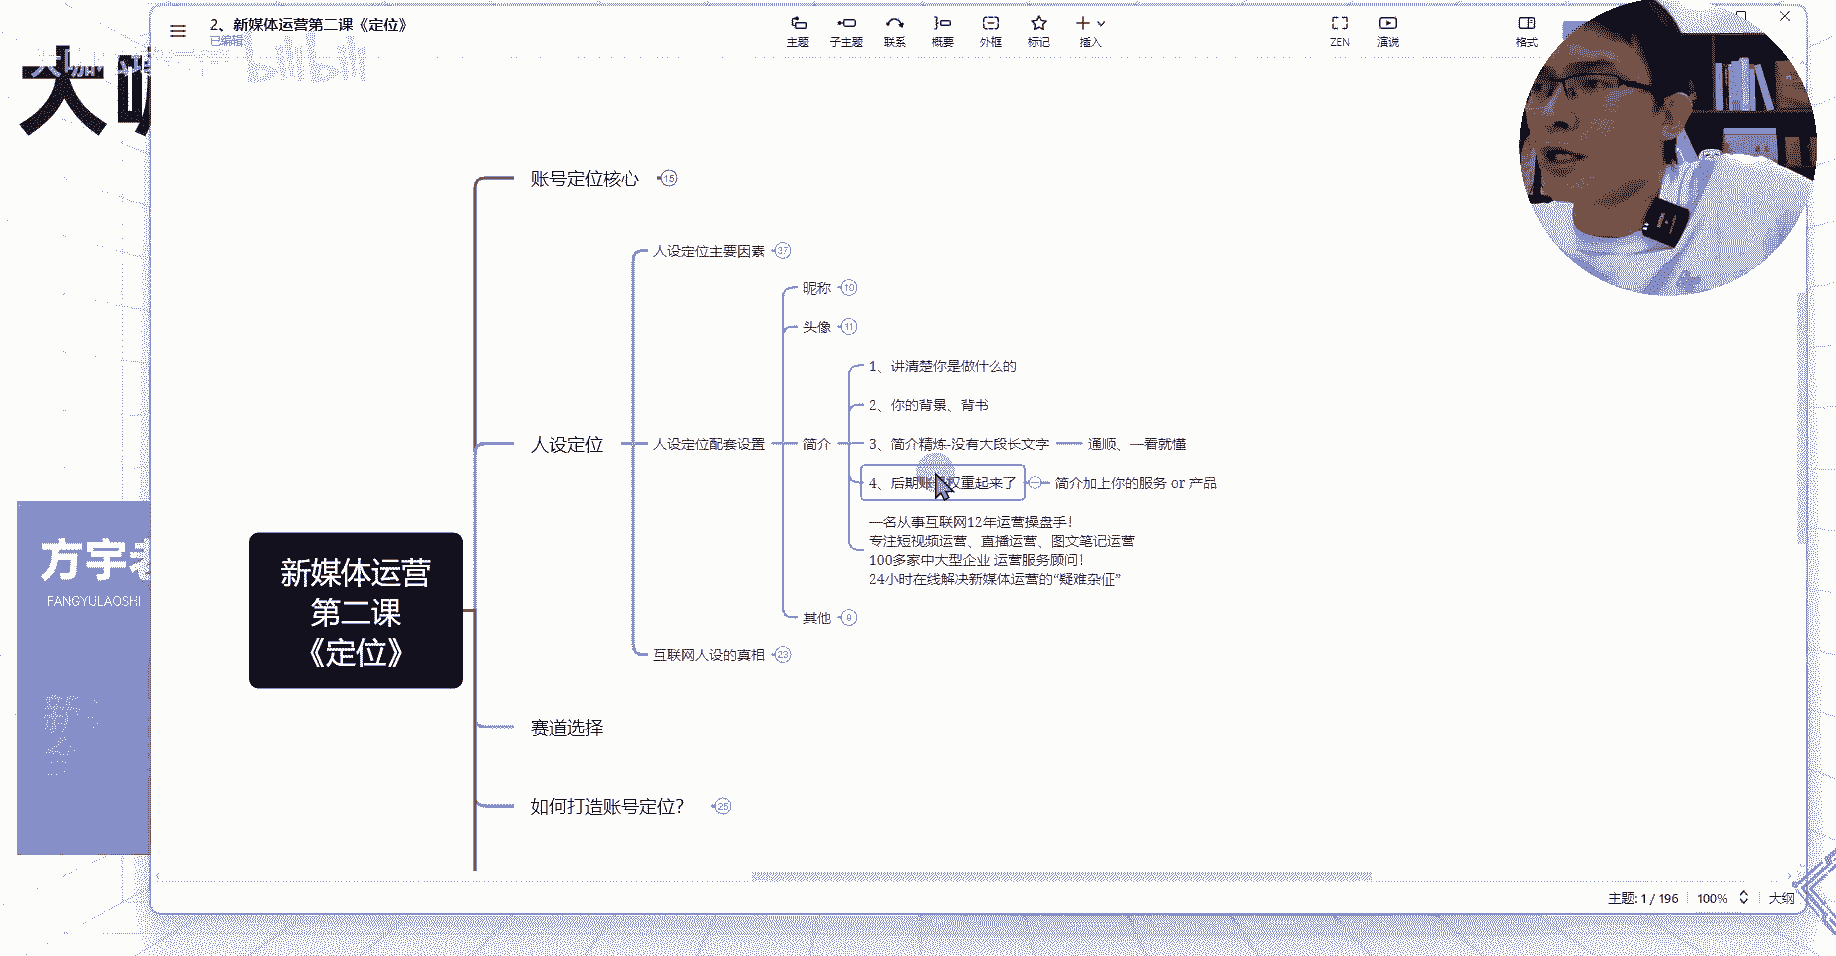 2、新媒体运营第二课《定位》
已编辑
主题
子主题
联系
概要
外框
标记
插入
ZEN
演说
格式
bilibili
大咖
账号定位核心 15
人设定位主要因素 37
昵称 10
头像 11
1、讲清楚你是做什么的
2、你的背景、背书
人设定位
人设定位配套设置
简介
3、简介精炼-没有大段长文字
通顺、一看就懂
4、后期账 权重起来了
简介加上你的服务 or 产品
一名从事互联网12年运营操盘手!
专注短视频运营、直播运营、图文笔记运营
100多家中大型企业 运营服务顾问!
24小时在线解决新媒体运营的“疑难杂怔”
其他 9
互联网人设的真相 23
新媒体运营
第二课
《定位》
赛道选择
如何打造账号定位? 25
方宇老
FANGYULAOSHI
主题: 1 / 196
100%
大纲